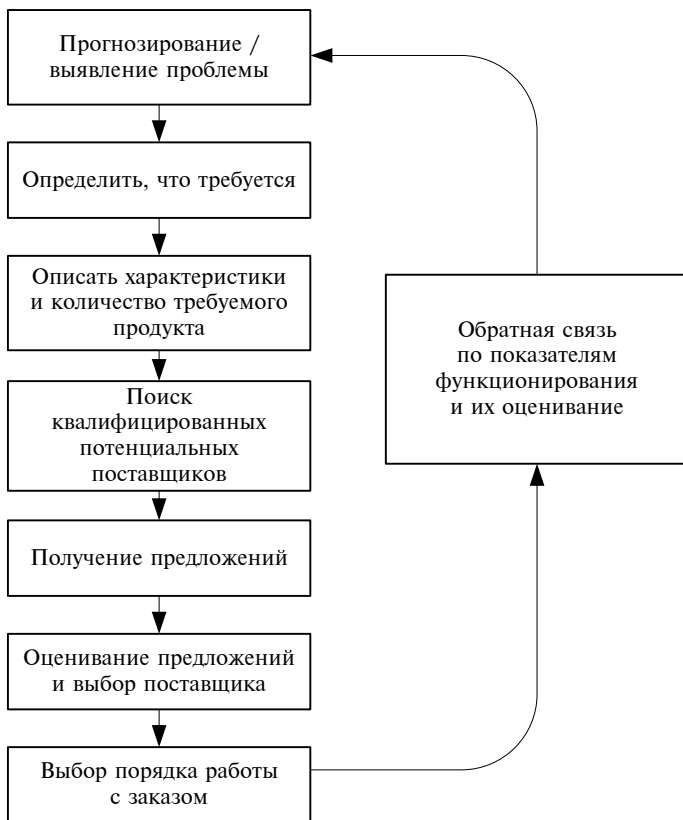 Прогнозирование /
выявление проблемы
Определить, что требуется
Описать характеристики
и количество требуемого
продукта
Поиск
квалифицированных
потенциальных
поставщиков
Получение предложений
Оценивание предложений
и выбор поставщика
Выбор порядка работы
с заказом
Обратная связь
по показателям
функционирования
и их оценивание